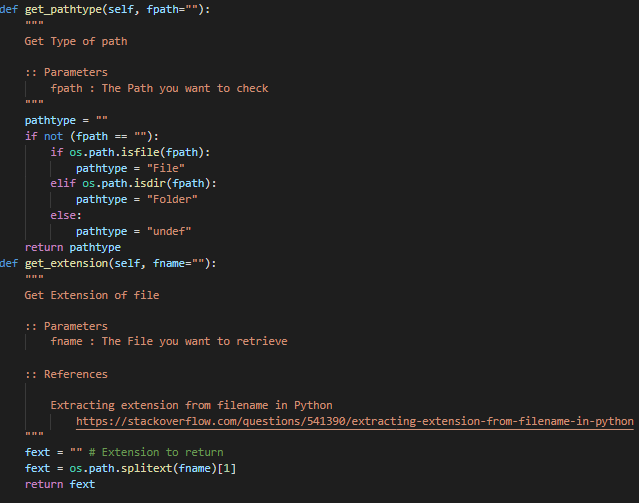 def get_pathtype(self, fpath=""):
    """
    Get Type of path

    :: Parameters
        fpath : The Path you want to check
    """
    pathtype = ""
    if not (fpath == ""):
        if os.path.isfile(fpath):
            pathtype = "File"
        elif os.path.isdir(fpath):
            pathtype = "Folder"
        else:
            pathtype = "undef"
    return pathtype
def get_extension(self, fname=""):
    """
    Get Extension of file

    :: Parameters
        fname : The File you want to retrieve

    :: References

        Extracting extension from filename in Python
            https://stackoverflow.com/questions/541390/extracting-extension-from-filename-in-python
    """
    fext = "" # Extension to return
    fext = os.path.splitext(fname)[1]
    return fext